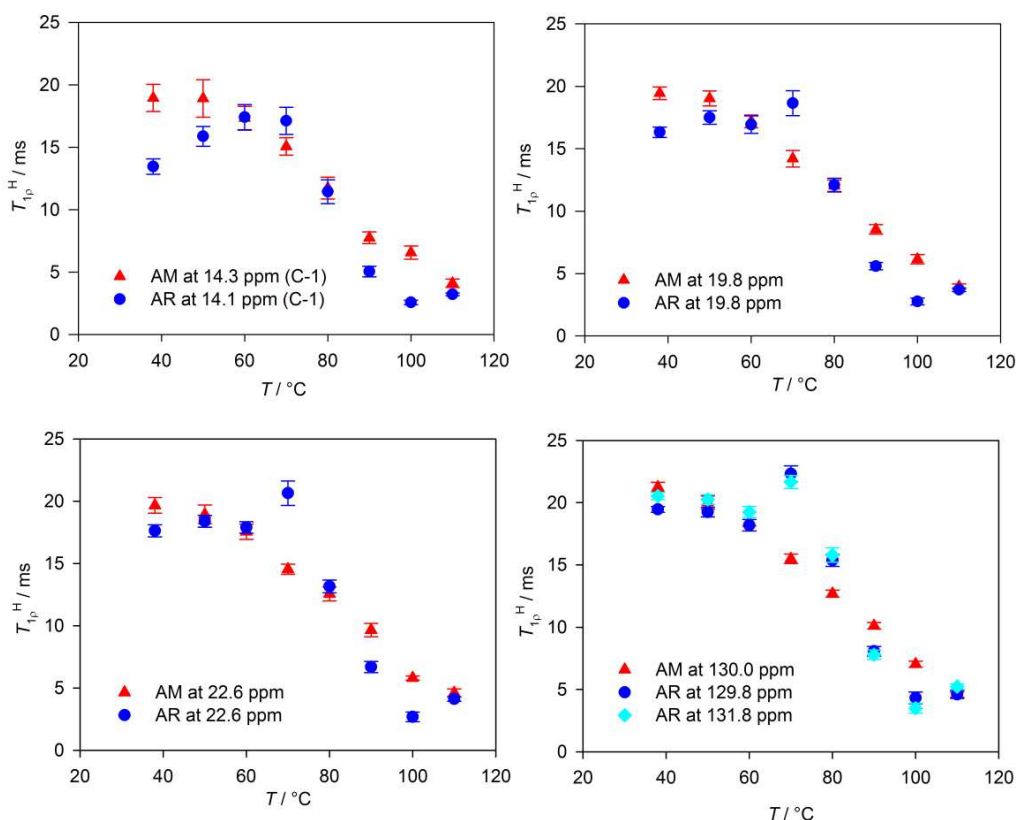 25
20
15
10
5
0
T₁ρᴴ / ms
AM at 14.3 ppm (C-1)
AR at 14.1 ppm (C-1)
20 40 60 80 100 120
T / °C
25
20
15
10
5
0
T₁ρᴴ / ms
AM at 19.8 ppm
AR at 19.8 ppm
20 40 60 80 100 120
T / °C
25
20
15
10
5
0
T₁ρᴴ / ms
AM at 22.6 ppm
AR at 22.6 ppm
20 40 60 80 100 120
T / °C
25
20
15
10
5
0
T₁ρᴴ / ms
AM at 130.0 ppm
AR at 129.8 ppm
AR at 131.8 ppm
20 40 60 80 100 120
T / °C